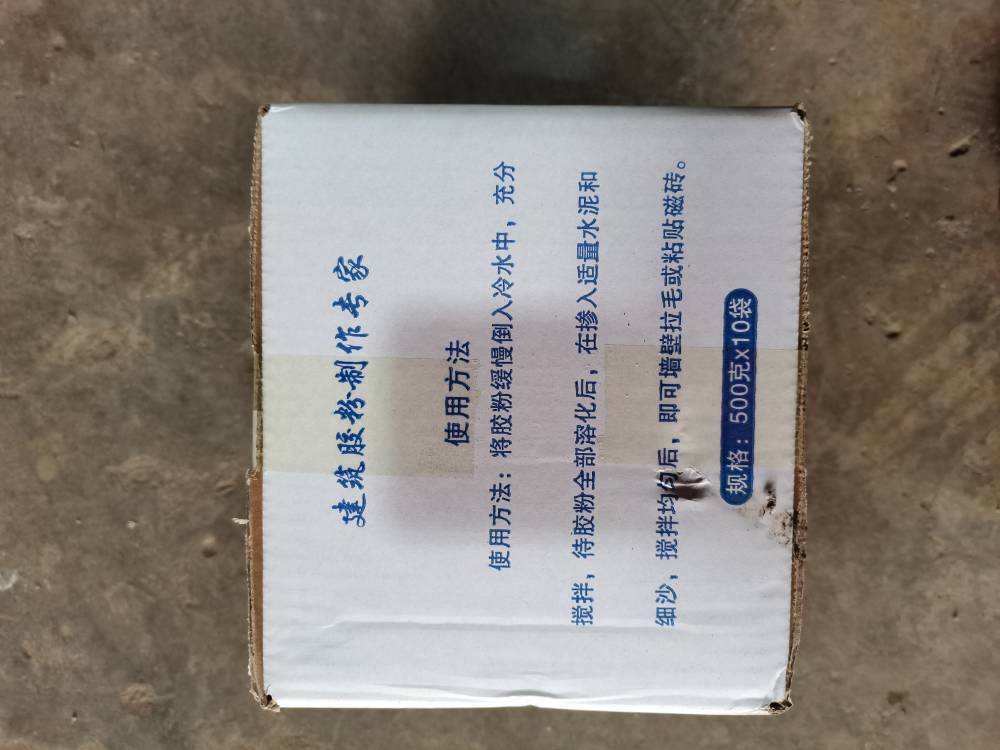 建筑胶粉制作专家
使用方法
使用方法：将胶粉缓慢倒入冷水中，充分
搅拌，待胶粉全部溶化后，在掺入适量水泥和
细沙，搅拌均匀后，即可墙壁拉毛或粘贴磁砖。
规格：500克x10袋